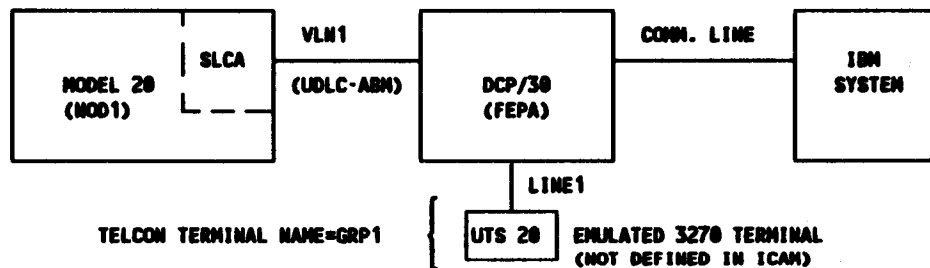 VLN1
COMM. LINE
SLCA
MODEL 20
(MOD1)
(UDLC-ABM)
DCP/30
(FEPA)
IBM
SYSTEM
LINE1
TELCON TERMINAL NAME=GRP1
UTS 20
EMULATED 3270 TERMINAL
(NOT DEFINED IN ICAM)